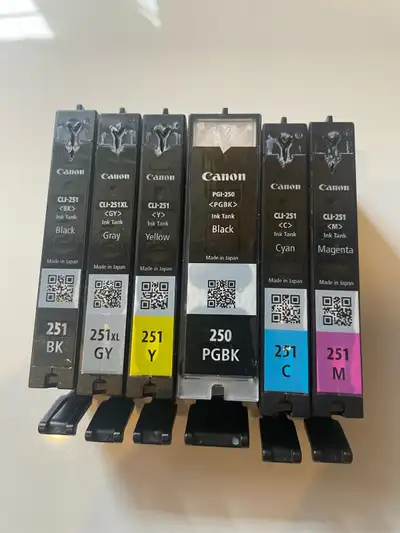 Canon
CLI-251
<BK>
Ink Tank
Black
Made in Japan
251
BK
Canon
CLI-251XL
<GY>
Ink Tank
Gray
Made in Japan
251XL
GY
Canon
CLI-251
<Y>
Ink Tank
Yellow
Made in Japan
251
Y
Canon
PGI-250
<PGBK>
Ink Tank
Black
Made in Japan
250
PGBK
Canon
CLI-251
<C>
Ink Tank
Cyan
Made in Japan
251
C
Canon
CLI-251
<M>
Ink Tank
Magenta
Made in Japan
251
M